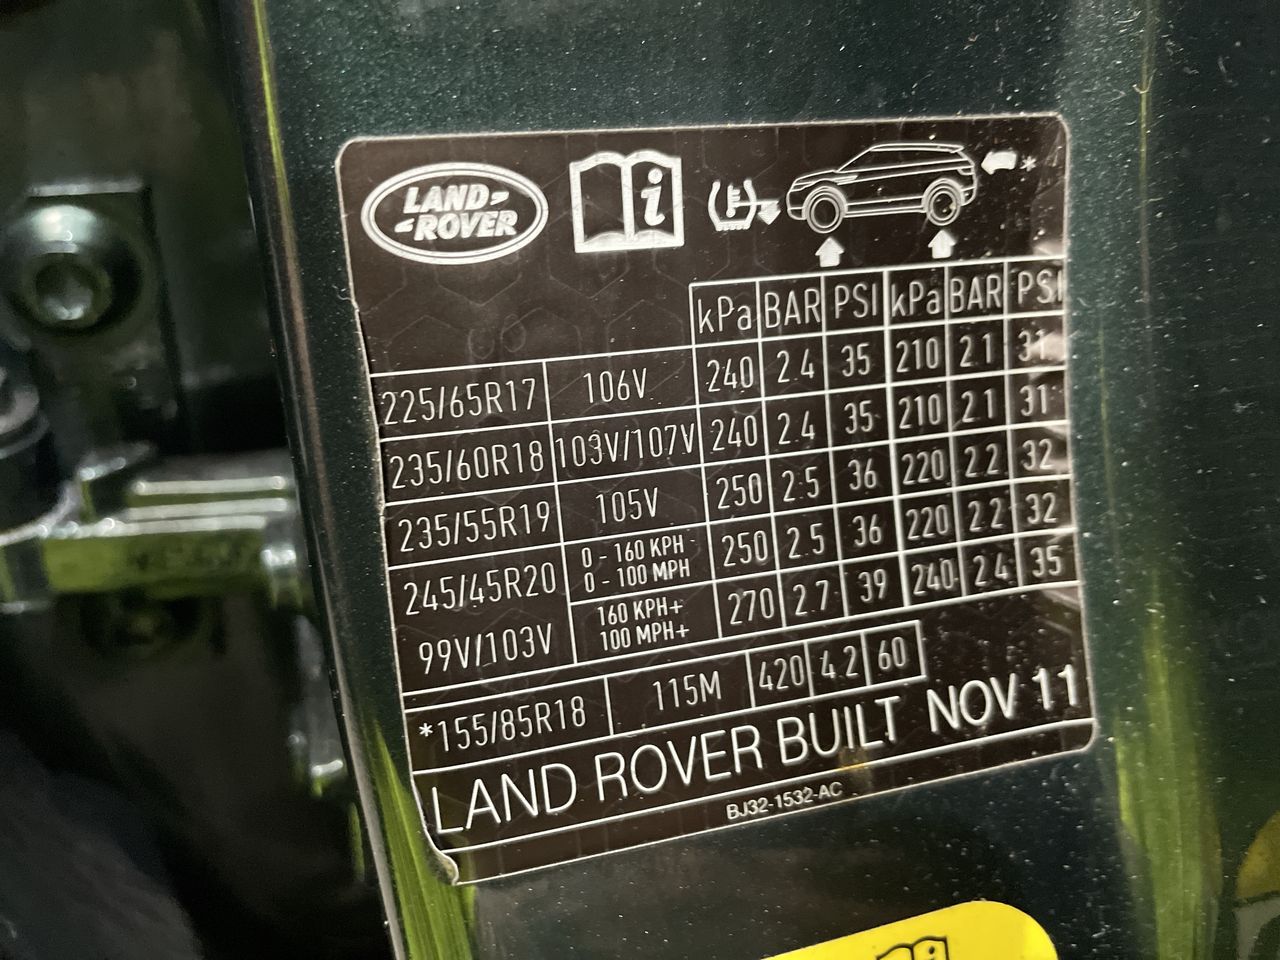 LAND
ROVER
*
kPa BAR PSI kPa BAR PSI
225/65R17 106V 240 2.4 35 210 2.1 31
235/60R18 103V/107V 240 2.4 35 210 2.1 31
235/55R19 105V 250 2.5 36 220 2.2 32
245/45R20 0 - 160 KPH 250 2.5 36 220 2.2 32
0 - 100 MPH
99V/103V 160 KPH+ 270 2.7 39 240 2.4 35
100 MPH+
*155/85R18 115M 420 4.2 60
LAND ROVER BUILT NOV 11
BJ32-1532-AC